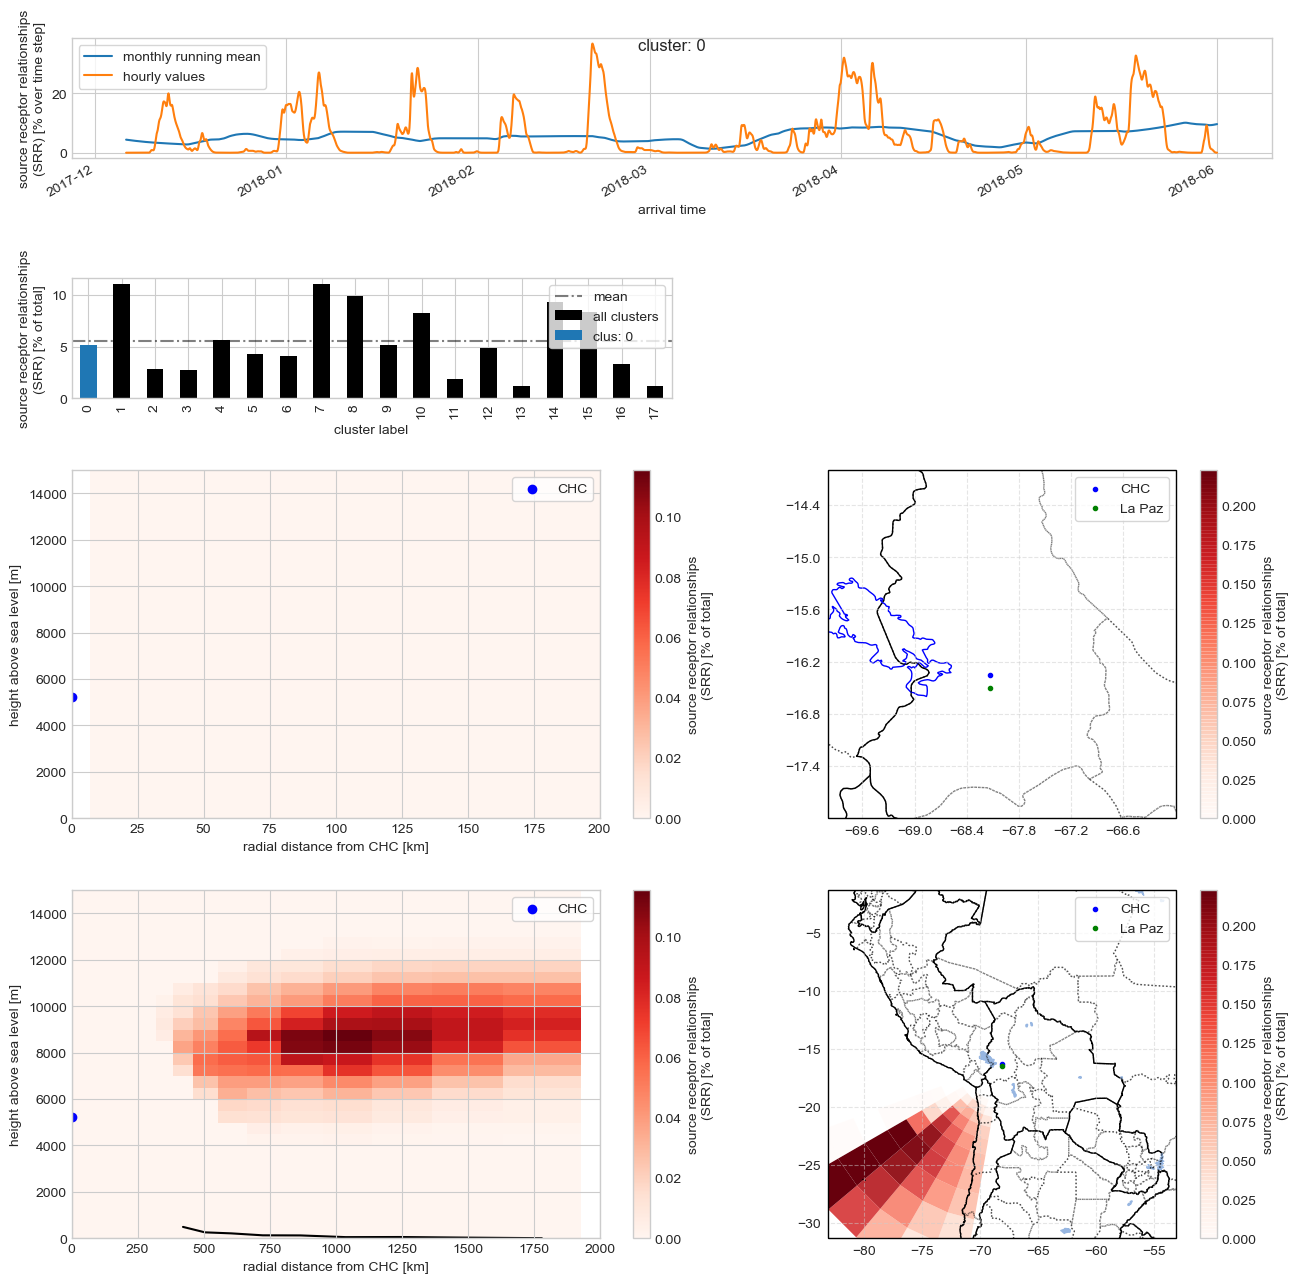 cluster: 0
source receptor relationships
(SRR) [% over time step]
monthly running mean
hourly values
20
0
2017-12
2018-01
2018-02
2018-03
2018-04
2018-05
2018-06
arrival time
source receptor relationships
(SRR) [% of total]
10
5
0
mean
all clusters
clus: 0
0 1 2 3 4 5 6 7 8 9 10 11 12 13 14 15 16 17
cluster label
height above sea level [m]
14000
12000
10000
8000
6000
4000
2000
0
CHC
0 25 50 75 100 125 150 175 200
radial distance from CHC [km]
0.10
0.08
0.06
0.04
0.02
0.00
source receptor relationships
(SRR) [% of total]
−14.4
−15.0
−15.6
−16.2
−16.8
−17.4
CHC
La Paz
−69.6 −69.0 −68.4 −67.8 −67.2 −66.6
0.200
0.175
0.150
0.125
0.100
0.075
0.050
0.025
0.000
source receptor relationships
(SRR) [% of total]
height above sea level [m]
14000
12000
10000
8000
6000
4000
2000
0
CHC
0 250 500 750 1000 1250 1500 1750 2000
radial distance from CHC [km]
0.10
0.08
0.06
0.04
0.02
0.00
source receptor relationships
(SRR) [% of total]
−5
−10
−15
−20
−25
−30
CHC
La Paz
−80 −75 −70 −65 −60 −55
0.200
0.175
0.150
0.125
0.100
0.075
0.050
0.025
0.000
source receptor relationships
(SRR) [% of total]